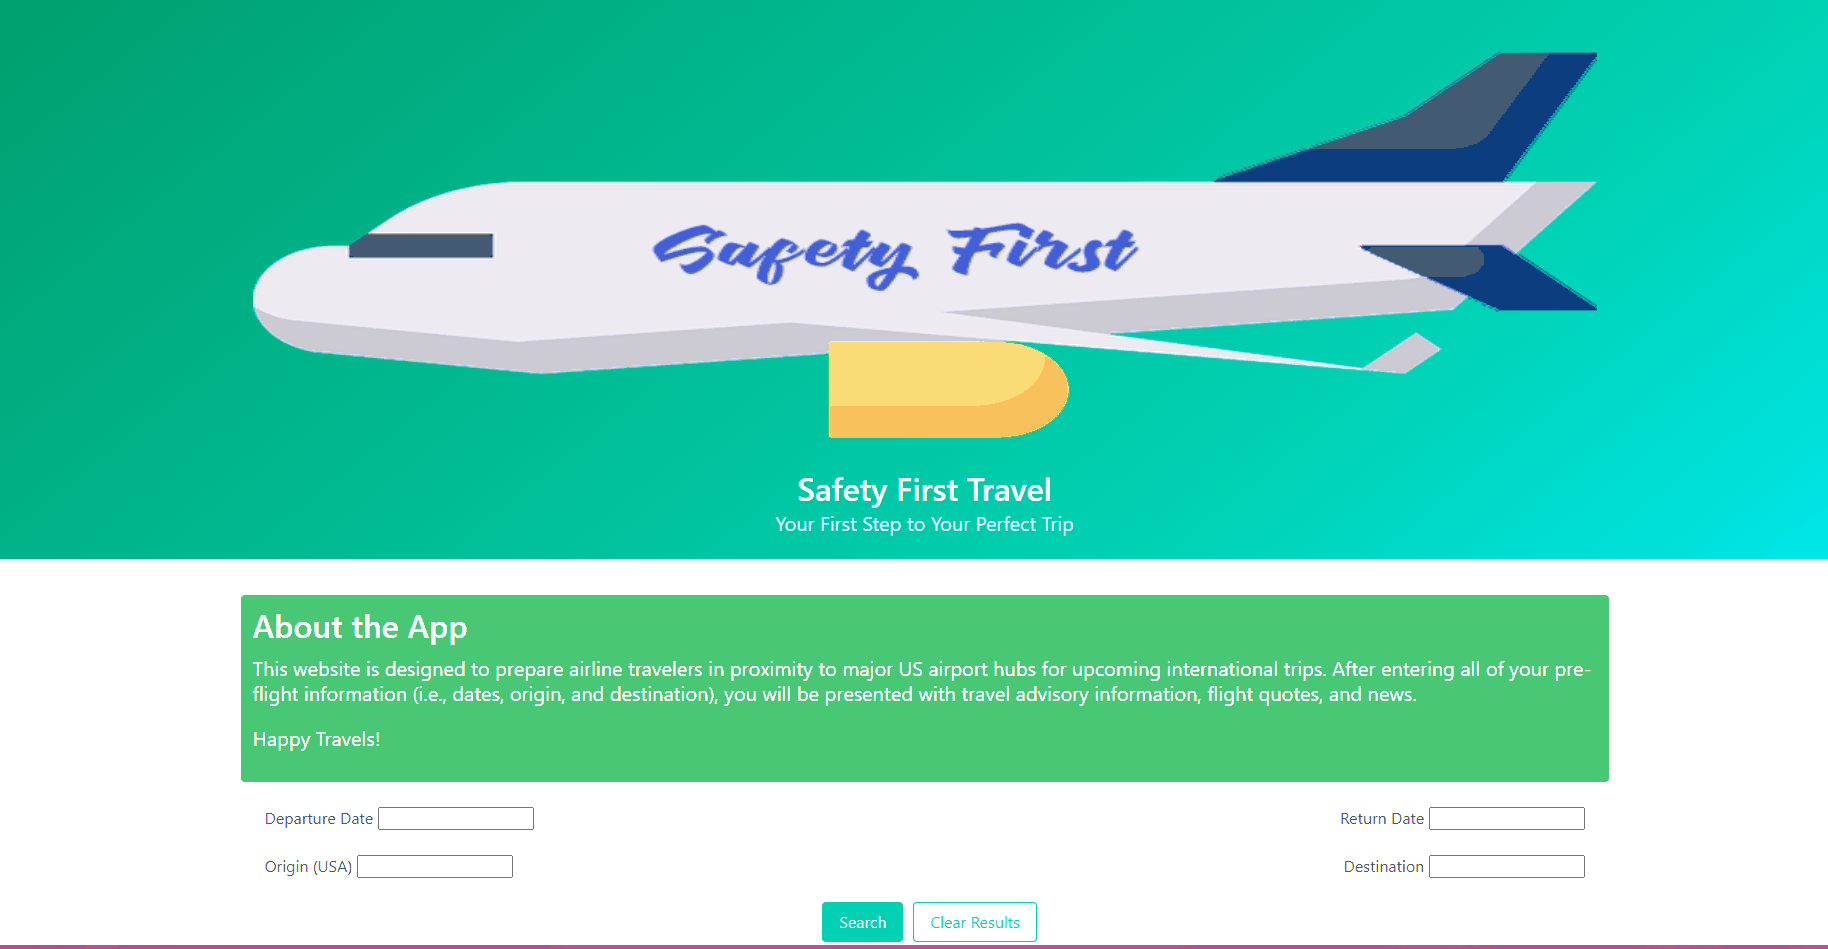 Safety First
Safety First Travel
Your First Step to Your Perfect Trip
About the App
This website is designed to prepare airline travelers in proximity to major US airport hubs for upcoming international trips. After entering all of your pre-
flight information (i.e., dates, origin, and destination), you will be presented with travel advisory information, flight quotes, and news.
Happy Travels!
Departure Date Return Date
Origin (USA) Destination
Search Clear Results